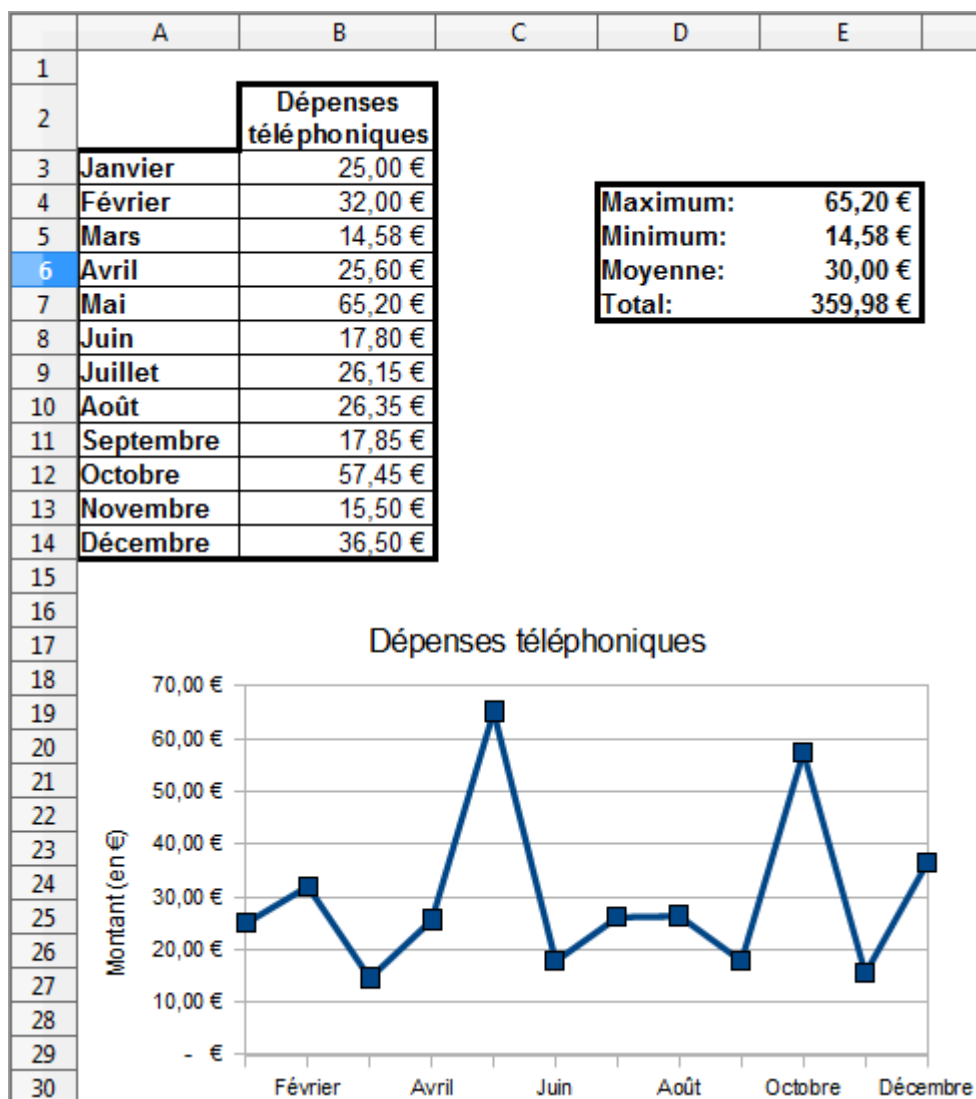 A B C D E
1
2 Dépenses
téléphoniques
3 Janvier 25,00 €
4 Février 32,00 € Maximum: 65,20 €
5 Mars 14,58 € Minimum: 14,58 €
6 Avril 25,60 € Moyenne: 30,00 €
7 Mai 65,20 € Total: 359,98 €
8 Juin 17,80 €
9 Juillet 26,15 €
10 Août 26,35 €
11 Septembre 17,85 €
12 Octobre 57,45 €
13 Novembre 15,50 €
14 Décembre 36,50 €
15
16
17 Dépenses téléphoniques
18 70,00 €
19
20 60,00 €
21 50,00 €
22
23 40,00 €
24 30,00 €
25
26 20,00 €
27 10,00 €
28
29 - €
Montant (en €)
30 Février Avril Juin Août Octobre Décembre